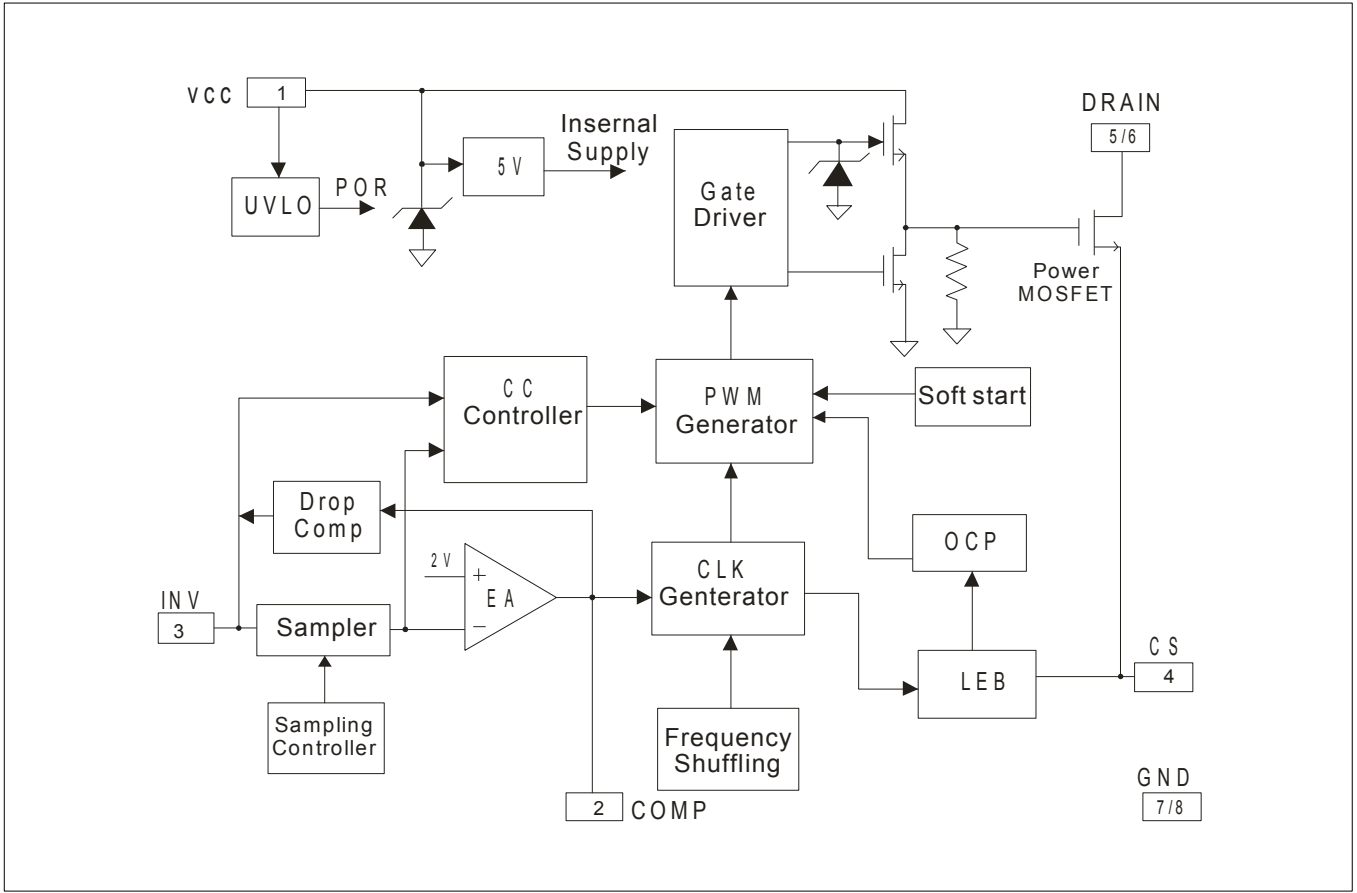 VCC
1
Insernal
Supply
5V
UVLO
POR
Gate
Driver
DRAIN
5/6
Power
MOSFET
CC
Controller
PWM
Generator
Soft start
Drop
Comp
2V
+
EA
−
CLK
Genterator
OCP
INV
3
Sampler
LEB
CS
4
Sampling
Controller
Frequency
Shuffling
2
COMP
GND
7/8